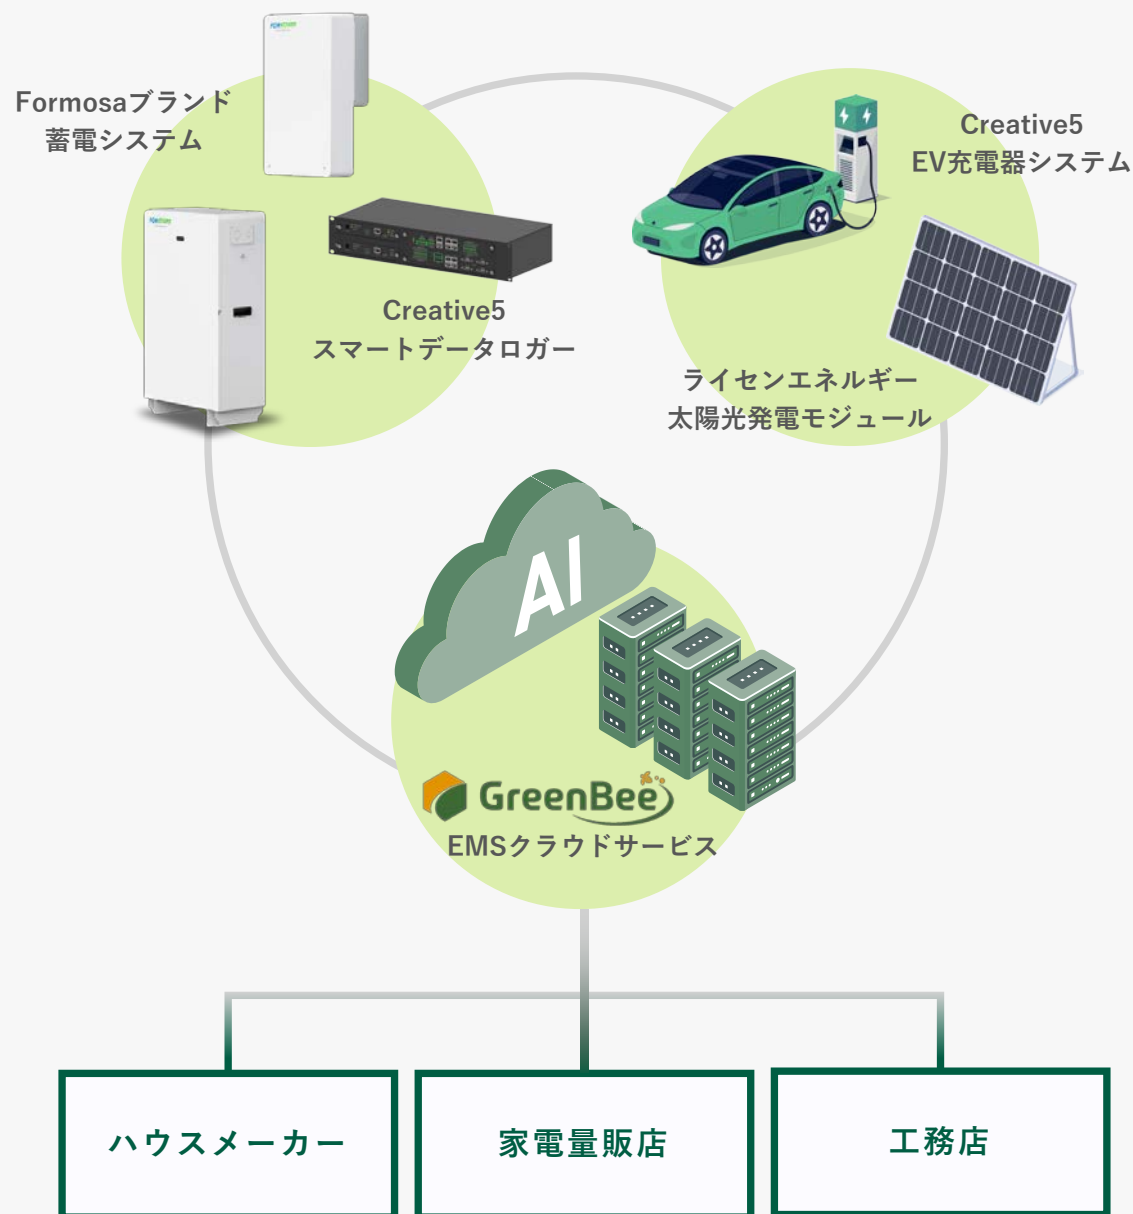 Formosaブランド
蓄電システム
Creative5
スマートデータロガー
Creative5
EV充電器システム
ライセンエネルギー
太陽光発電モジュール
AI
GreenBee
EMSクラウドサービス
ハウスメーカー
家電量販店
工務店